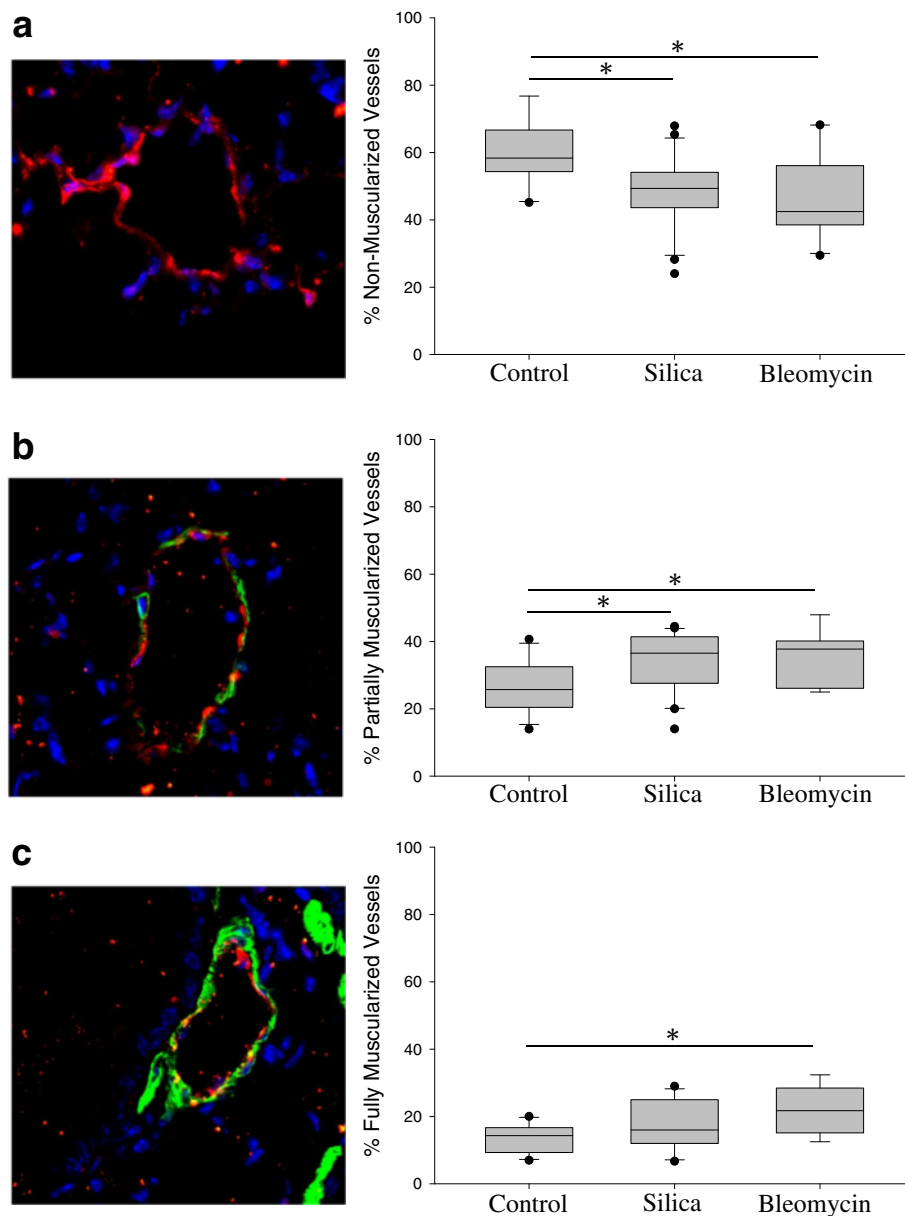 a
% Non-Muscularized Vessels
100
80
60
40
20
0
*
*
Control Silica Bleomycin
b
% Partially Muscularized Vessels
100
80
60
40
20
0
*
*
Control Silica Bleomycin
c
% Fully Muscularized Vessels
100
80
60
40
20
0
*
Control Silica Bleomycin